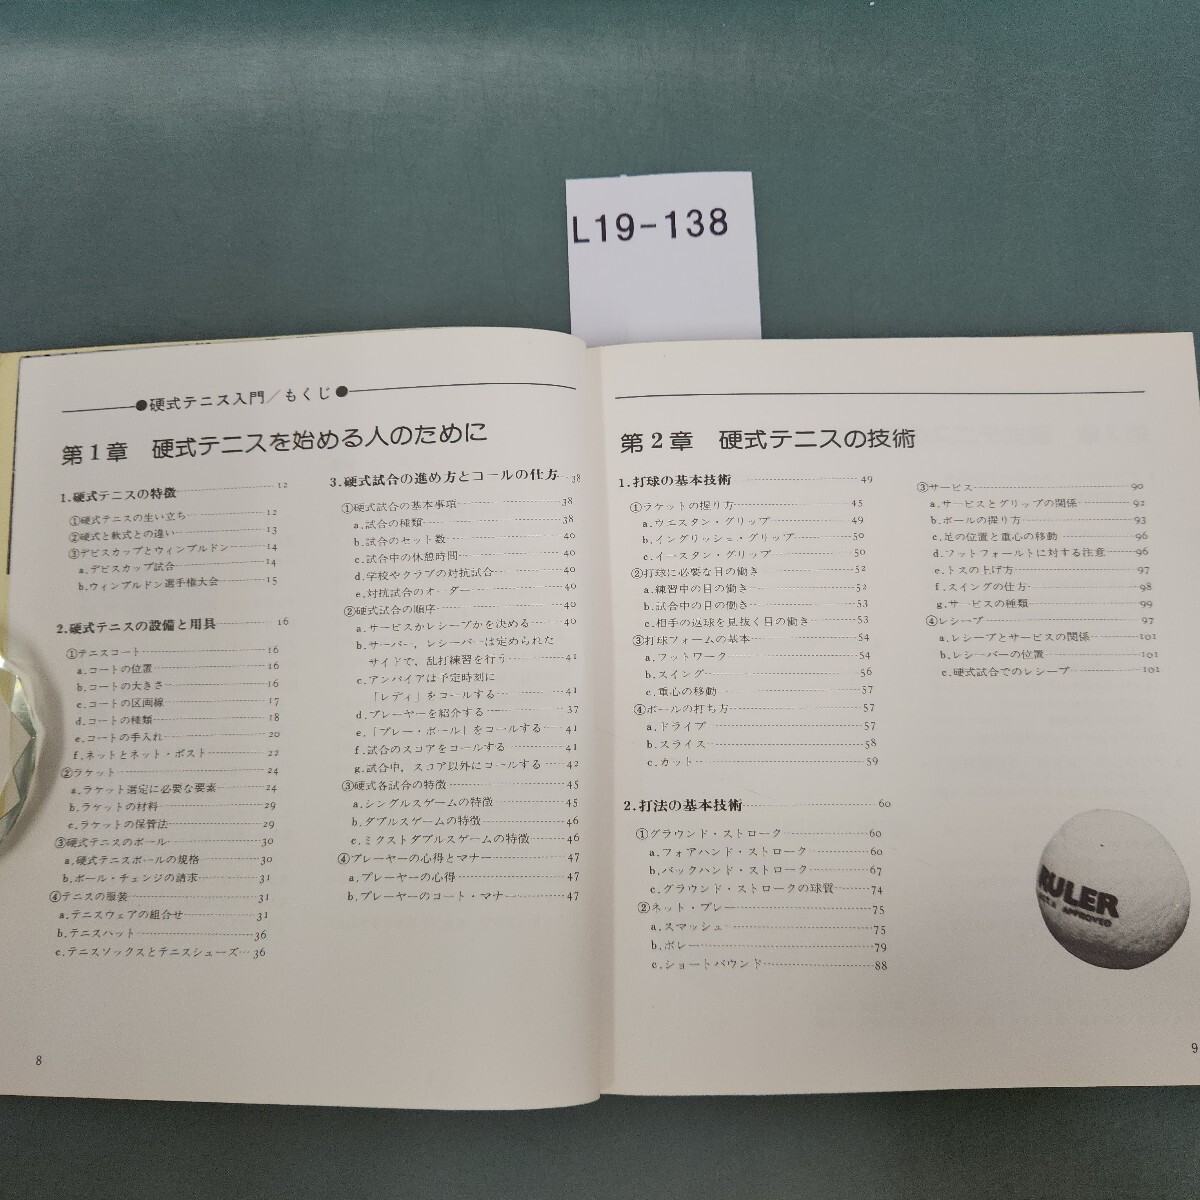 L19-138
●硬式テニス入門/もくじ●
第1章 硬式テニスを始める人のために
1.硬式テニスの特徴 12
①硬式テニスの生い立ち 12
②硬式と軟式との違い 13
③デビスカップとウィンブルドン 14
a.デビスカップ試合 14
b.ウィンブルドン選手権大会 15
2.硬式テニスの設備と用具 16
①テニスコート 16
a.コートの位置 16
b.コートの大きさ 16
c.コートの区画線 17
d.コートの種類 18
e.コートの手入れ 20
f.ネットとネット・ポスト 22
②ラケット 24
a.ラケット選定に必要な要素 24
b.ラケットの材料 29
c.ラケットの保管法 29
③硬式テニスのボール 30
a.硬式テニスボールの規格 30
b.ボール・チェンジの請求 31
④テニスの服装 31
a.テニスウェアの組合せ 31
b.テニスハット 36
c.テニスソックスとテニスシューズ 36
3.硬式試合の進め方とコールの仕方 38
①硬式試合の基本事項 38
a.試合の種類 38
b.試合のセット数 40
c.試合中の休憩時間 40
d.学校やクラブの対抗試合 40
e.対抗試合のオーダー 40
②硬式試合の順序 40
a.サービスかレシーブかを決める 40
b.サーバー,レシーバーは定められた
サイドで、乱打練習を行う 41
c.アンパイアは予定時刻に
「レディ」をコールする 41
d.プレーヤーを紹介する 37
e.「プレー・ボール」をコールする 41
f.試合のスコアをコールする 41
g.試合中,スコア以外にコールする 42
③硬式各試合の特徴 45
a.シングルスゲームの特徴 45
b.ダブルスゲームの特徴 46
c.ミクストダブルスゲームの特徴 46
④プレーヤーの心得とマナー 47
a.プレーヤーの心得 47
b.プレーヤーのコート・マナー 47
8
第2章 硬式テニスの技術
1.打球の基本技術 49
①ラケットの握り方 45
a.ウエスタン・グリップ 49
b.イングリッシュ・グリップ 50
c.イースタン・グリップ 50
②打球に必要な目の働き 52
a.練習中の目の働き 52
b.試合中の目の働き 53
c.相手の返球を見抜く目の働き 53
③打球フォームの基本 54
a.フットワーク 54
b.スイング 56
c.重心の移動 57
④ボールの打ち方 57
a.ドライブ 57
b.スライス 58
c.カット 59
2.打法の基本技術 60
①グラウンド・ストローク 60
a.フォアハンド・ストローク 60
b.バックハンド・ストローク 67
c.グラウンド・ストロークの球質 74
②ネット・プレー 75
a.スマッシュ 75
b.ボレー 79
c.ショートバウンド 88
③サービス 90
a.サービスとグリップの関係 92
b.ボールの握り方 93
c.足の位置と重心の移動 96
d.フットフォールトに対する注意 96
e.トスの上げ方 97
f.スイングの仕方 98
g.サービスの種類 99
④レシーブ 97
a.レシーブとサービスの関係 101
b.レシーバーの位置 101
c.硬式試合でのレシーブ 102
RULER
APPROVED
9